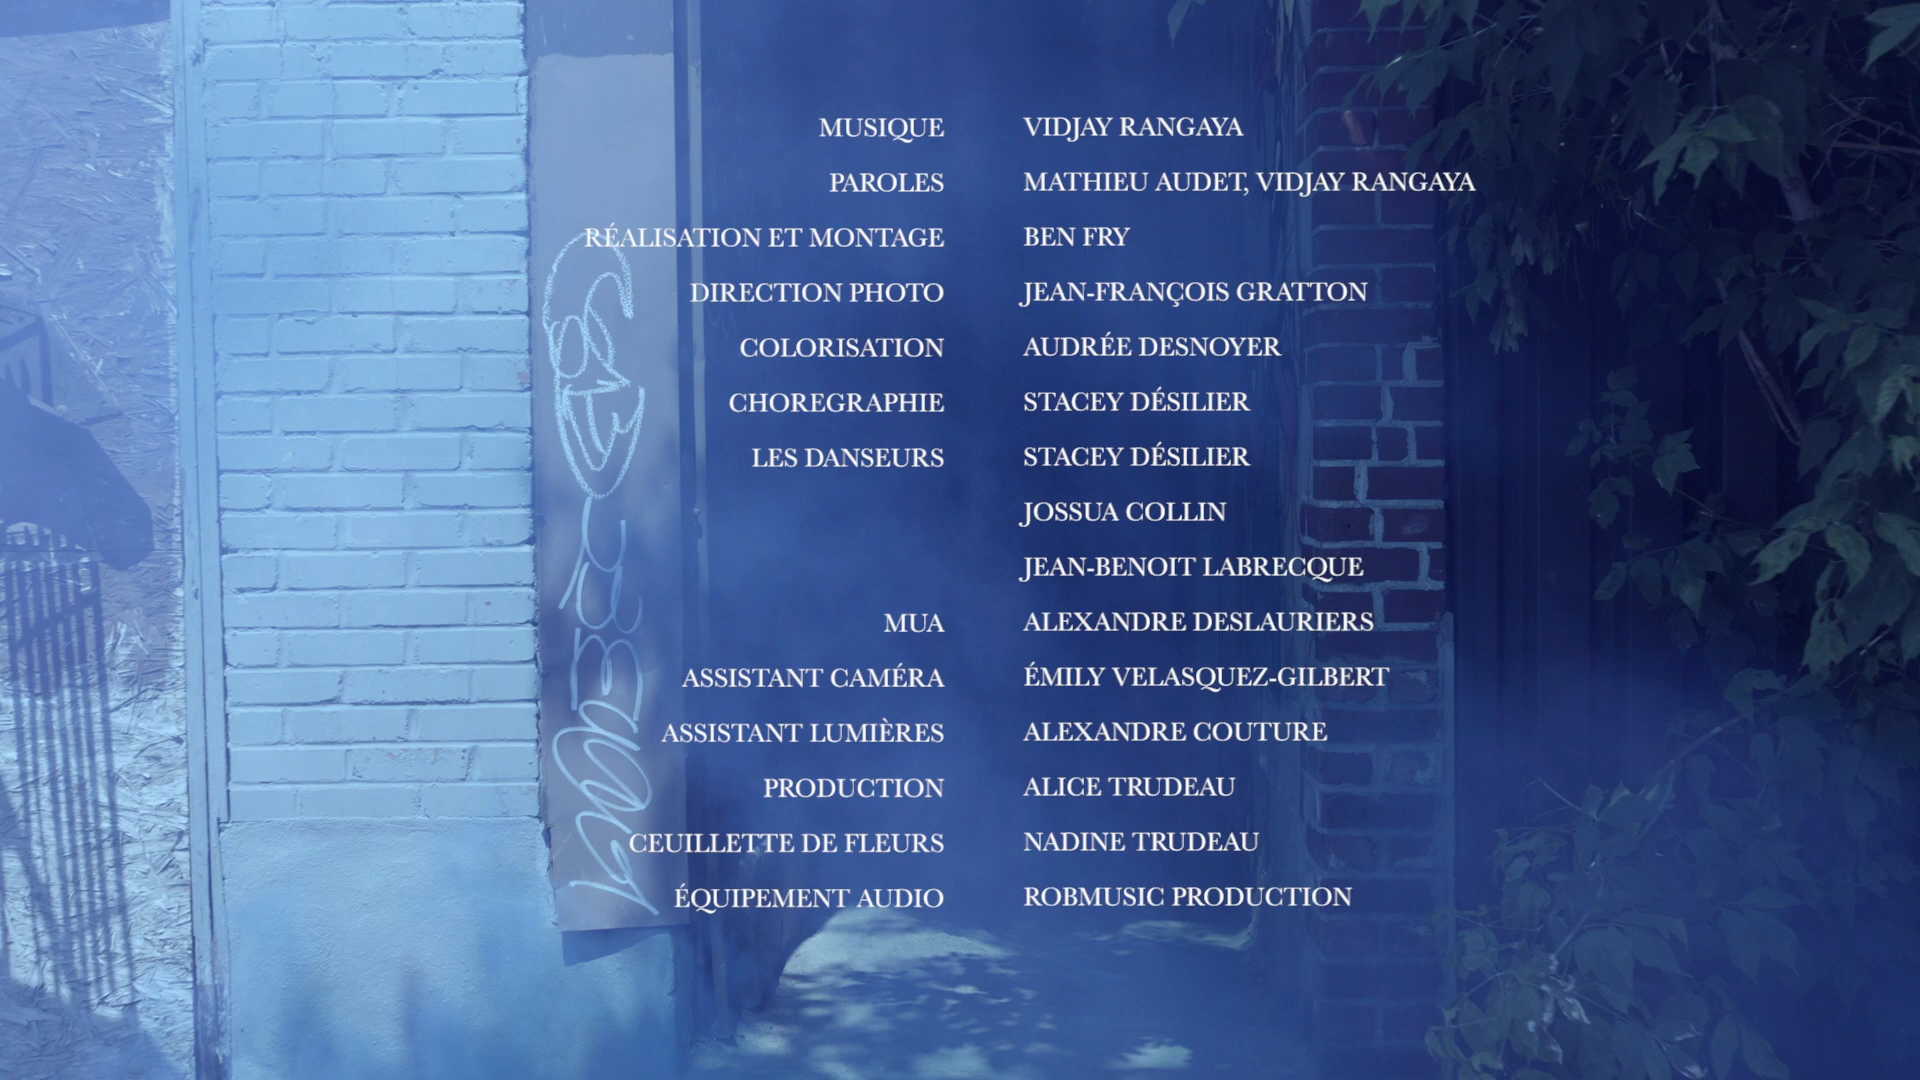 MUSIQUE VIDJAY RANGAYA
PAROLES MATHIEU AUDET, VIDJAY RANGAYA
RÉALISATION ET MONTAGE BEN FRY
DIRECTION PHOTO JEAN-FRANÇOIS GRATTON
COLORISATION AUDRÉE DESNOYER
CHOREGRAPHIE STACEY DÉSILIER
LES DANSEURS STACEY DÉSILIER
JOSSUA COLLIN
JEAN-BENOIT LABRECQUE
MUA ALEXANDRE DESLAURIERS
ASSISTANT CAMÉRA ÉMILY VELASQUEZ-GILBERT
ASSISTANT LUMIÈRES ALEXANDRE COUTURE
PRODUCTION ALICE TRUDEAU
CEUILLETTE DE FLEURS NADINE TRUDEAU
ÉQUIPEMENT AUDIO ROBMUSIC PRODUCTION